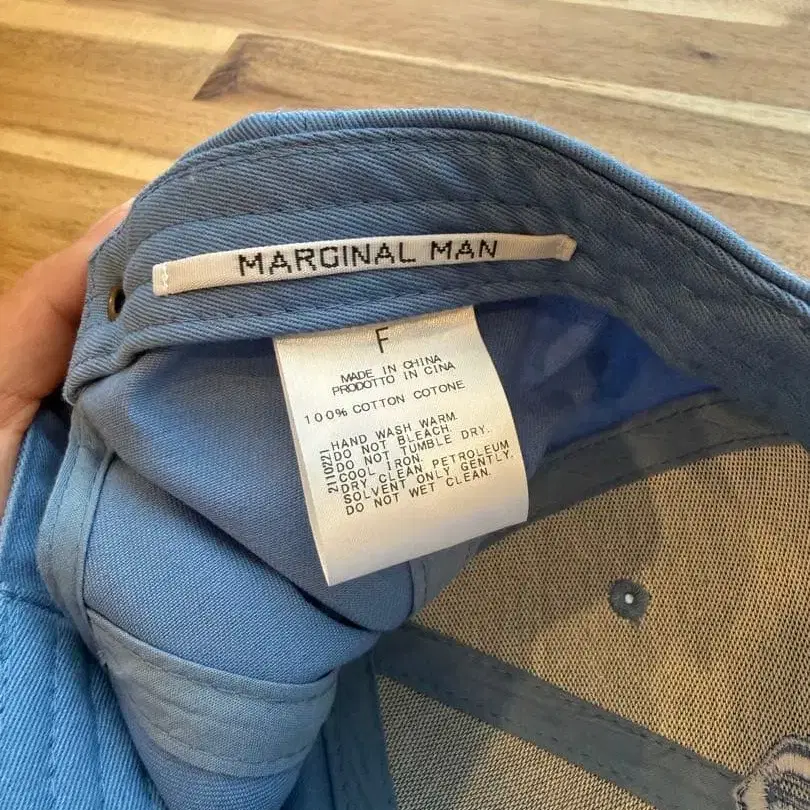 MARGINAL MAN
F
MADE IN CHINA
PRODOTTO IN CINA
100% COTTON COTONE
2110221
HAND WASH WARM.
DO NOT BLEACH.
DO NOT TUMBLE DRY.
COOL IRON.
DRY CLEAN PETROLEUM
SOLVENT ONLY GENTLY.
DO NOT WET CLEAN.